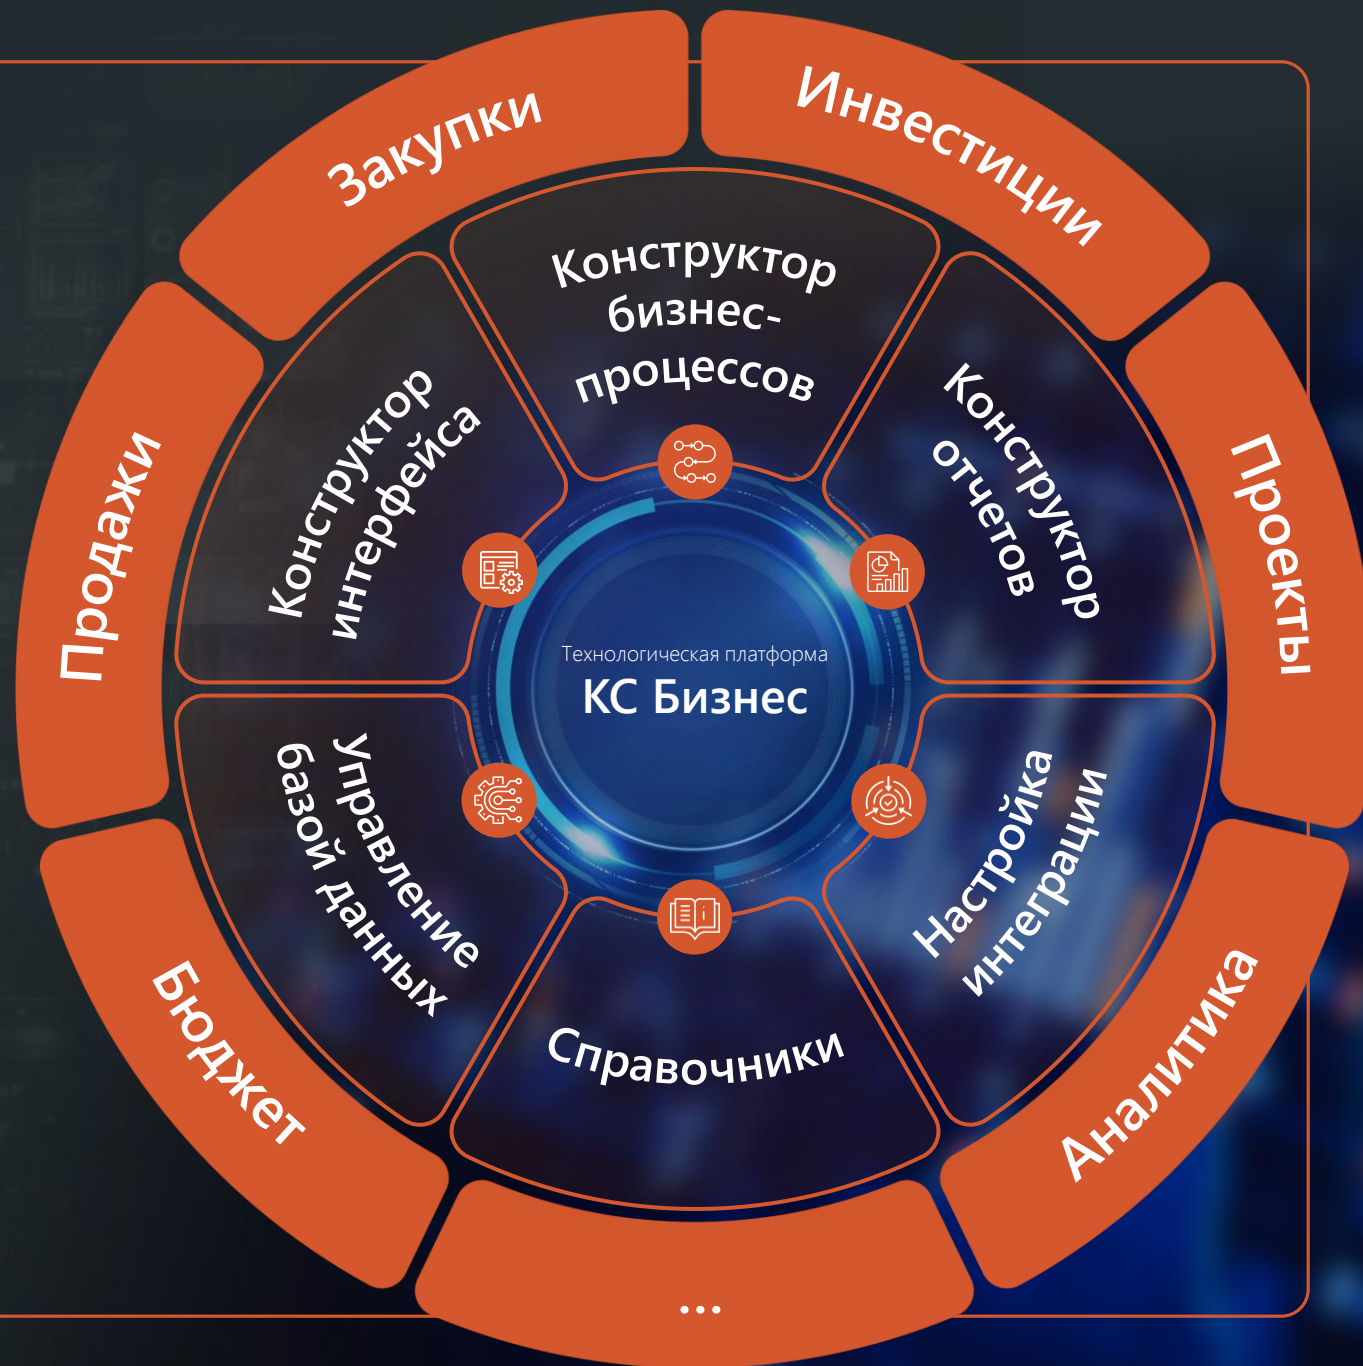 Закупки
Инвестиции
Проекты
Аналитика
...
Бюджет
Продажи
Конструктор
бизнес-
процессов
Конструктор
отчетов
Настройка
интеграции
Справочники
Управление
базой данных
Конструктор
интерфейса
Технологическая платформа
КС Бизнес